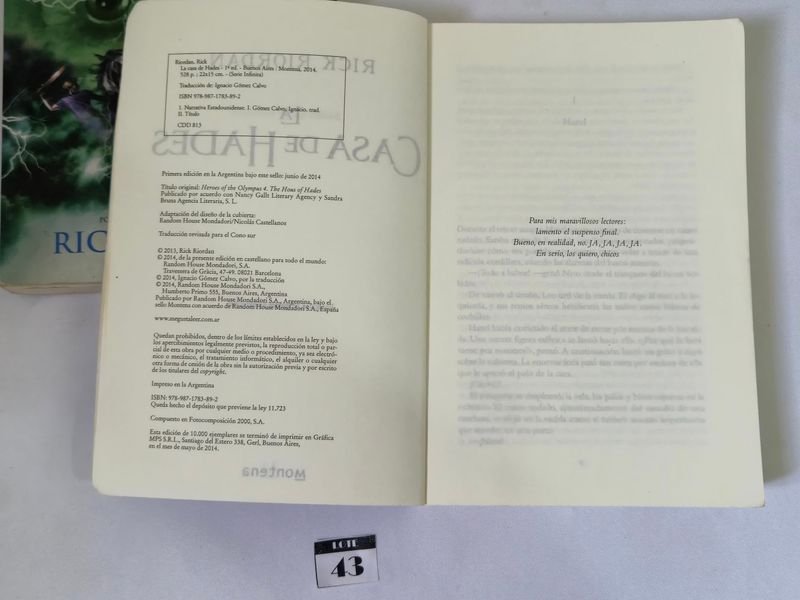 Riordan, Rick
La casa de Hades - 1ª ed. - Buenos Aires : Montena, 2014.
528 p. ; 22x15 cm. - (Serie Infinita)
Traducción de: Ignacio Gómez Calvo
ISBN 978-987-1783-89-2
1. Narrativa Estadounidense. I. Gómez Calvo, Ignacio, trad.
II. Título
CDD 813
RICK RIORDAN
LA
CASA DE HADES
Primera edición en la Argentina bajo este sello: junio de 2014
Título original: Heroes of the Olympus 4. The Hous of Hades
Publicado por acuerdo con Nancy Gallt Literary Agency y Sandra
Bruna Agencia Literaria, S. L.
Adaptación del diseño de la cubierta:
Random House Mondadori/Nicolás Castellanos
Traducción revisada para el Cono sur
© 2013, Rick Riordan
© 2014, de la presente edición en castellano para todo el mundo:
Random House Mondadori, S. A.
Travessera de Gràcia, 47-49. 08021 Barcelona
© 2014, Ignacio Gómez Calvo, por la traducción
© 2014, Random House Mondadori S.A.,
Humberto Primo 555, Buenos Aires, Argentina
Publicado por Random House Mondadori S.A., Argentina, bajo el
sello Montena con acuerdo de Random House Mondadori S.A., España
www.megustaleer.com.ar
Quedan prohibidos, dentro de los límites establecidos en la ley y bajo
los apercibimientos legalmente previstos, la reproducción total o par-
cial de esta obra por cualquier medio o procedimiento, ya sea electró-
nico o mecánico, el tratamiento informático, el alquiler o cualquier
otra forma de cesión de la obra sin la autorización previa y por escrito
de los titulares del copyright.
Impreso en la Argentina
ISBN: 978-987-1783-89-2
Queda hecho el depósito que previene la ley 11.723
Compuesto en Fotocomposición 2000, S.A.
Esta edición de 10.000 ejemplares se terminó de imprimir en Gráfica
MPS S.R.L., Santiago del Estero 338, Gerl, Buenos Aires,
en el mes de mayo de 2014.
montena
Para mis maravillosos lectores:
lamento el suspenso final.
Bueno, en realidad, no. JA, JA, JA, JA.
En serio, los quiero, chicos
RIC
LOTE
43